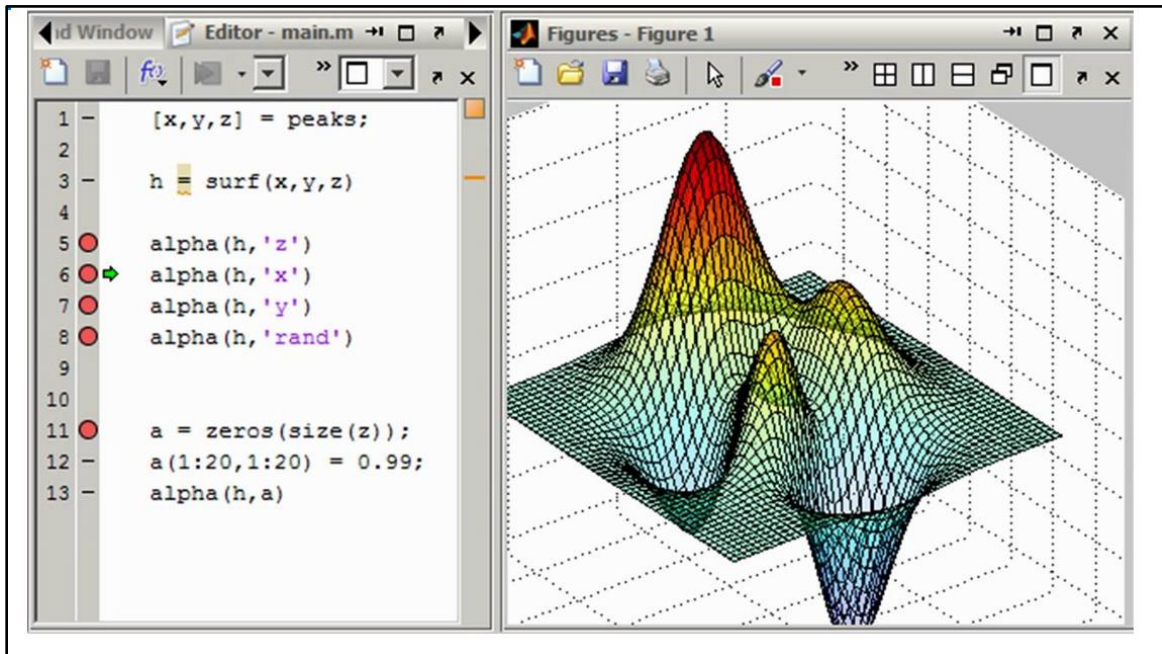 nd Window Editor - main.m
1 [x,y,z] = peaks;
2
3 h = surf(x,y,z)
4
5 alpha(h,'z')
6 alpha(h,'x')
7 alpha(h,'y')
8 alpha(h,'rand')
9
10
11 a = zeros(size(z));
12 a(1:20,1:20) = 0.99;
13 alpha(h,a)
Figures - Figure 1